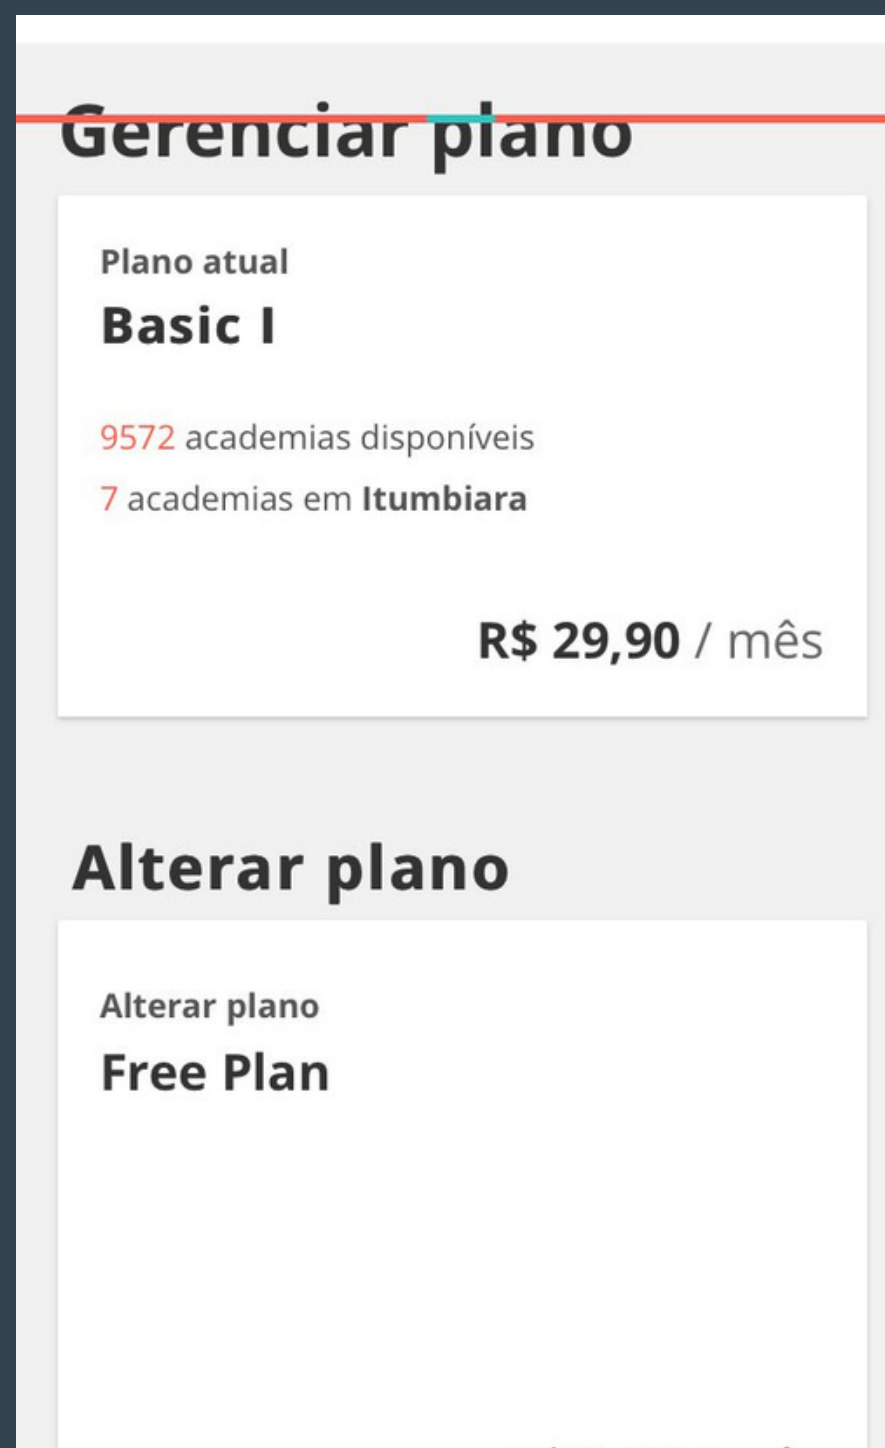 Gerenciar plano
Plano atual
Basic I
9572 academias disponíveis
7 academias em Itumbiara
R$ 29,90 / mês
Alterar plano
Alterar plano
Free Plan